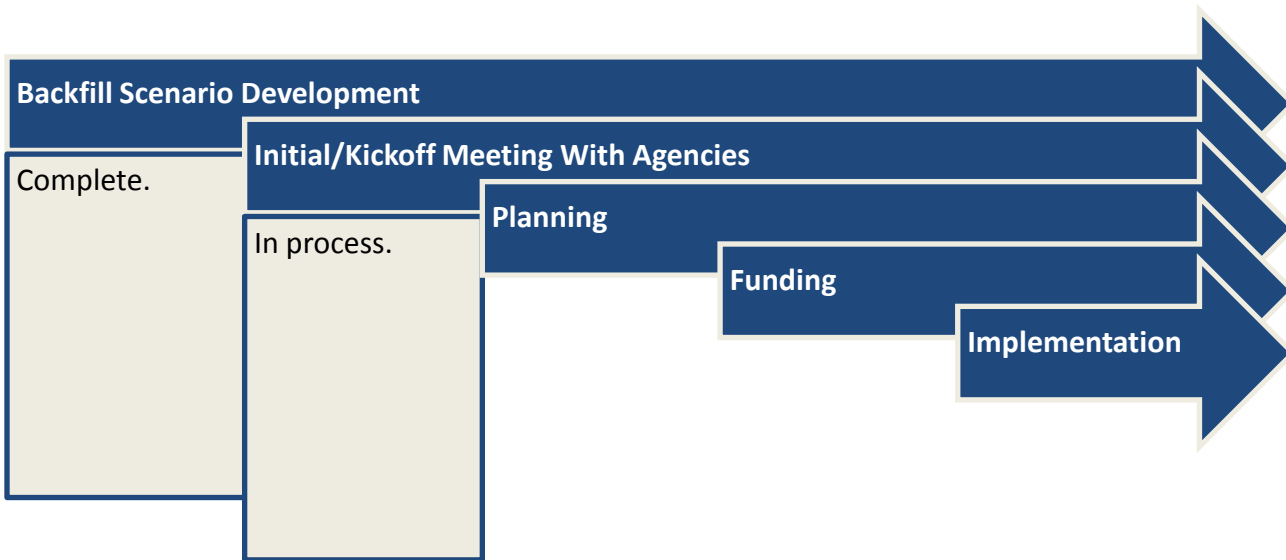 Backfill Scenario Development
Complete.
Initial/Kickoff Meeting With Agencies
In process.
Planning
Funding
Implementation